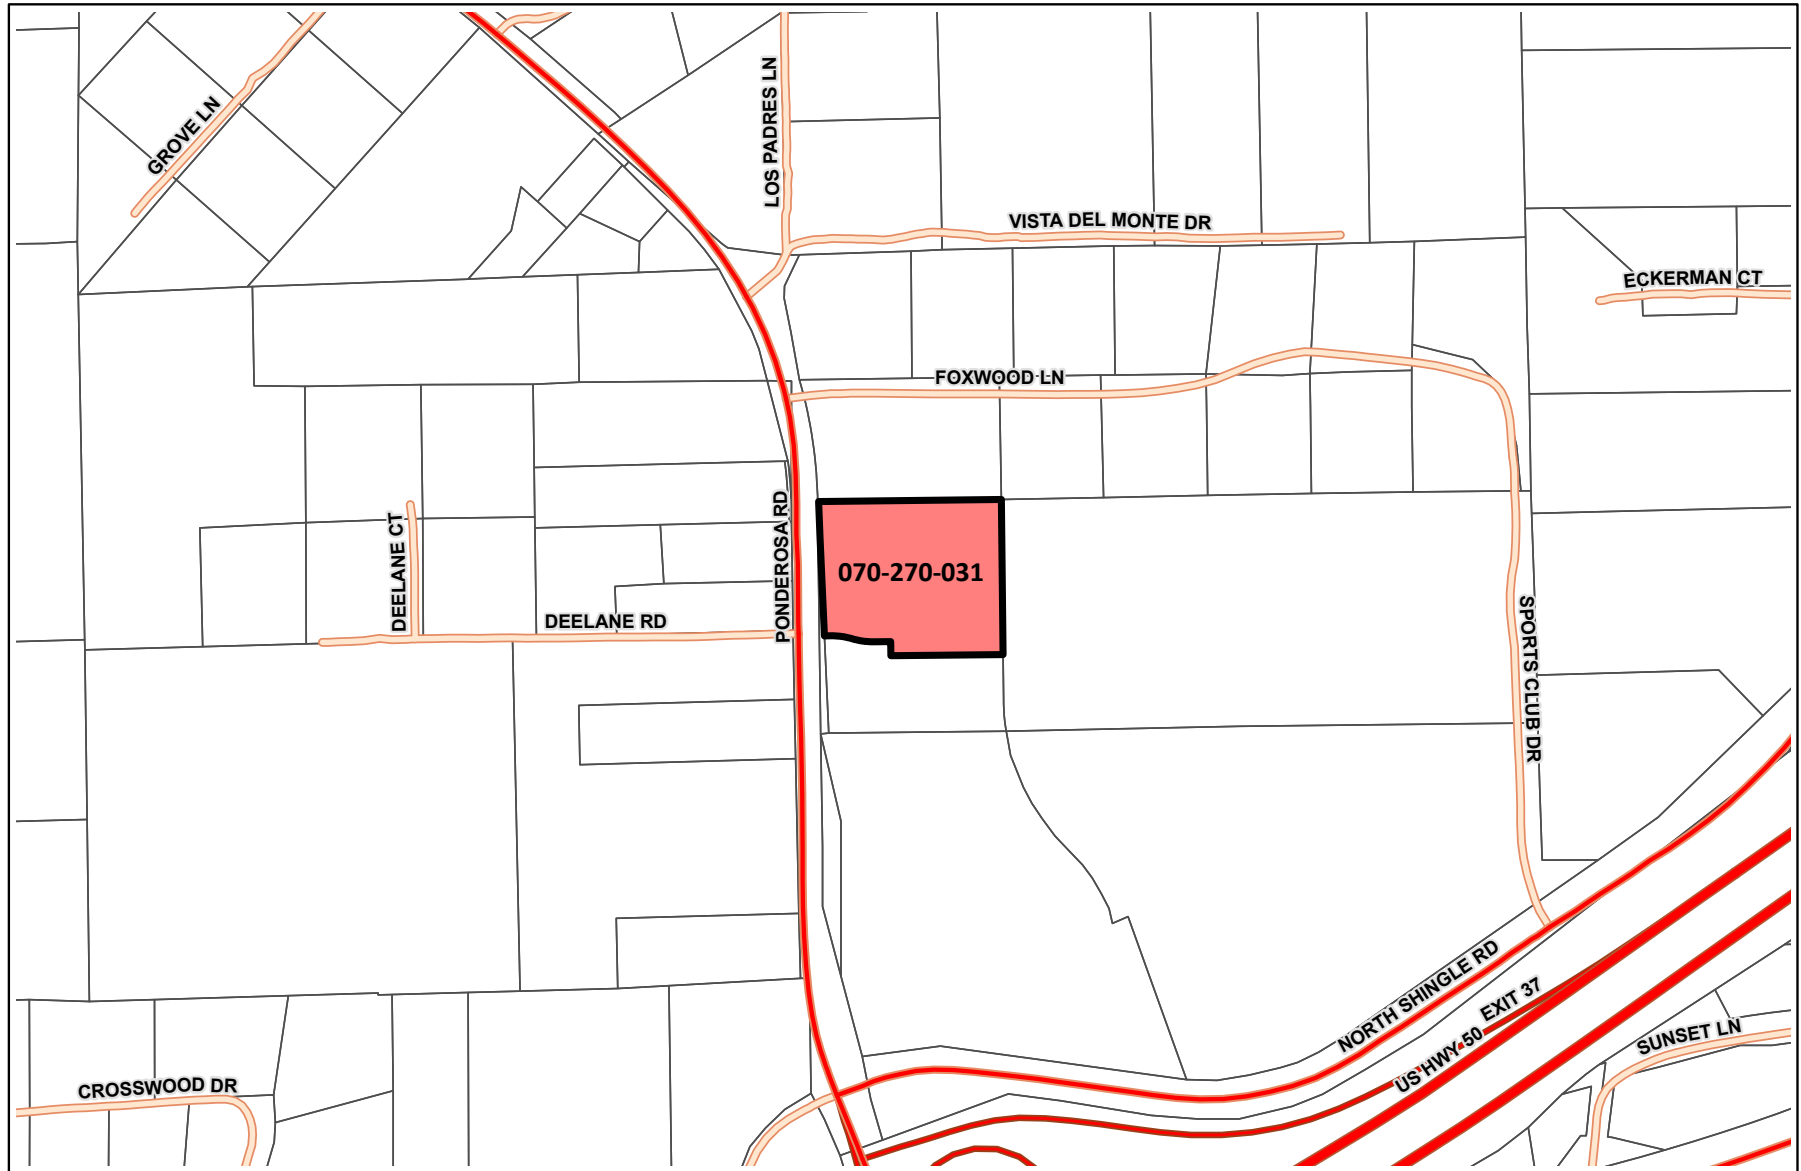 GROVE LN
LOS PADRES LN
VISTA DEL MONTE DR
ECKERMAN CT
FOXWOOD LN
PONDEROSA RD
070-270-031
DEELANE CT
DEELANE RD
SPORTS CLUB DR
NORTH SHINGLE RD
EXIT 37
US HWY 50
SUNSET LN
CROSSWOOD DR